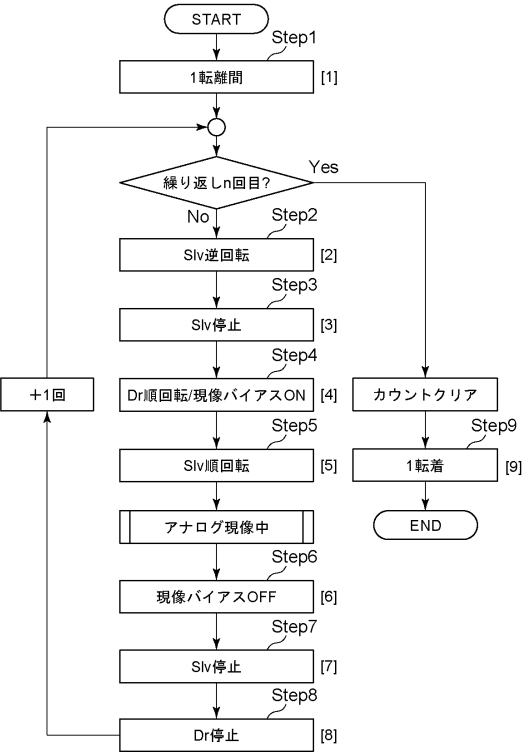 START
Step1
1転離間
[1]
繰り返しn回目?
Yes
No
Step2
Slv逆回転
[2]
Step3
Slv停止
[3]
Step4
Dr順回転/現像バイアスON
[4]
+1回
カウントクリア
Step5
Slv順回転
[5]
Step9
1転着
[9]
アナログ現像中
END
Step6
現像バイアスOFF
[6]
Step7
Slv停止
[7]
Step8
Dr停止
[8]